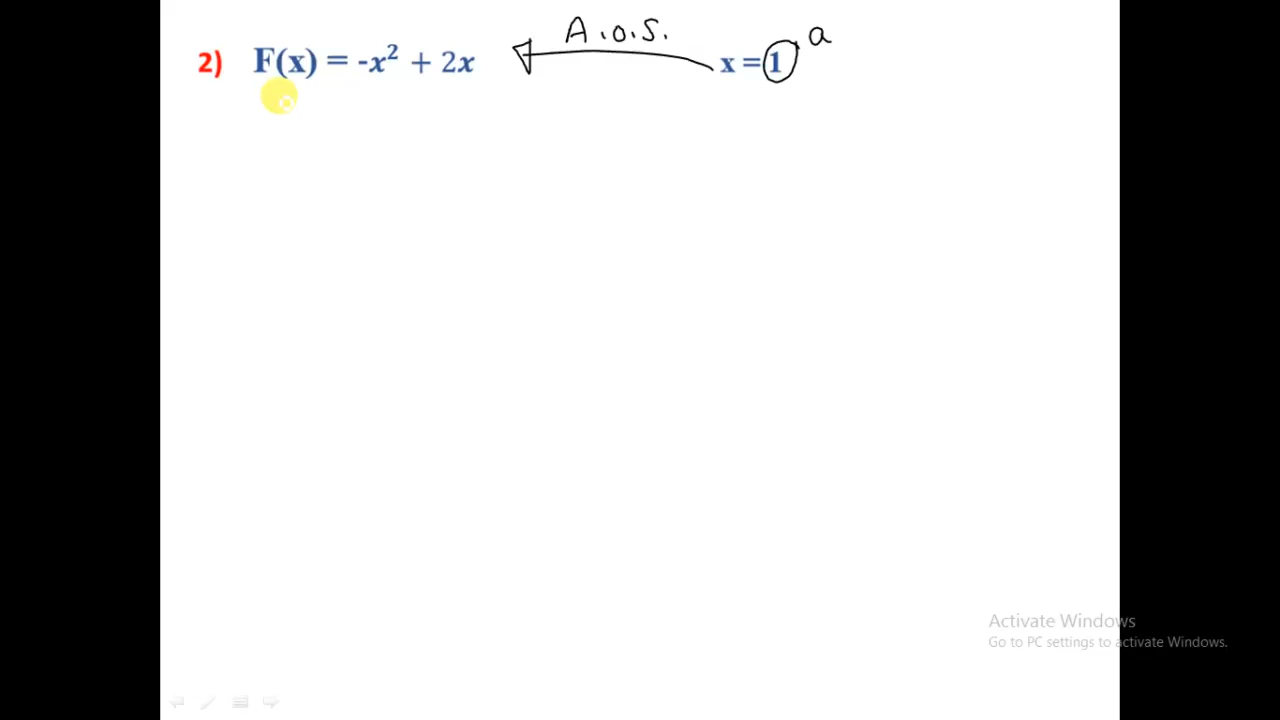 A.O.S.
2) F(x) = -x² + 2x x = 1 a
Activate Windows
Go to PC settings to activate Windows.